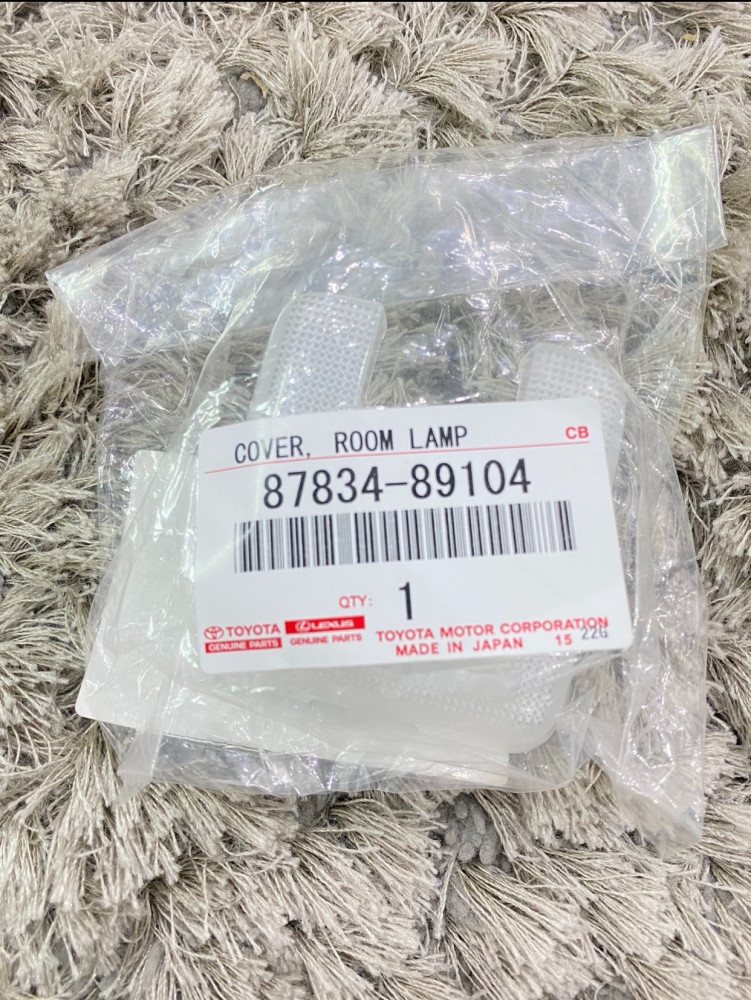 COVER, ROOM LAMP CB
87834-89104
QTY: 1
TOYOTA LEXUS
GENUINE PARTS GENUINE PARTS
TOYOTA MOTOR CORPORATION
MADE IN JAPAN 15 22G